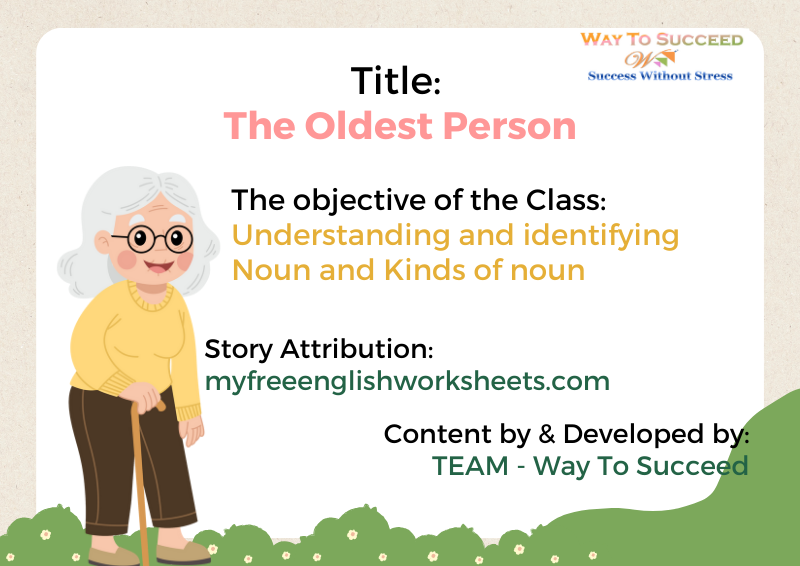 WAY TO SUCCEED
W
Success Without Stress
Title:
The Oldest Person
The objective of the Class:
Understanding and identifying
Noun and Kinds of noun
Story Attribution:
myfreeenglishworksheets.com
Content by & Developed by:
TEAM - Way To Succeed